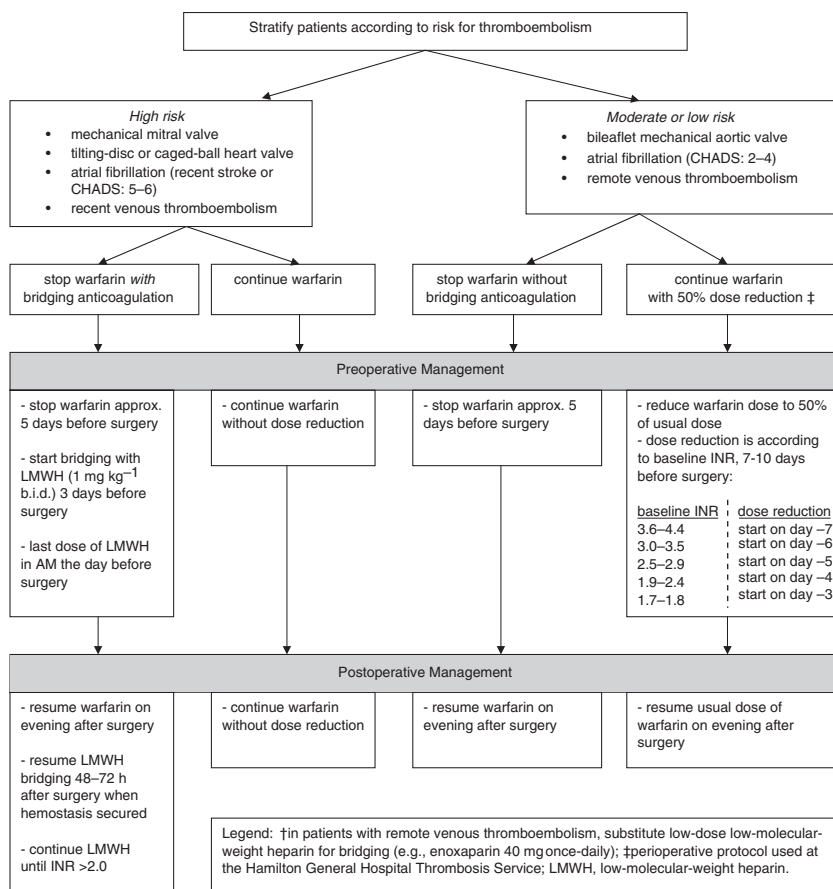 Stratify patients according to risk for thromboembolism
High risk
• mechanical mitral valve
• tilting-disc or caged-ball heart valve
• atrial fibrillation (recent stroke or
CHADS: 5–6)
• recent venous thromboembolism
Moderate or low risk
• bileaflet mechanical aortic valve
• atrial fibrillation (CHADS: 2–4)
• remote venous thromboembolism
stop warfarin with
bridging anticoagulation
continue warfarin
stop warfarin without
bridging anticoagulation
continue warfarin
with 50% dose reduction ‡
Preoperative Management
- stop warfarin approx.
5 days before surgery
- start bridging with
LMWH (1 mg kg⁻¹
b.i.d.) 3 days before
surgery
- last dose of LMWH
in AM the day before
surgery
- continue warfarin
without dose reduction
- stop warfarin approx. 5
days before surgery
- reduce warfarin dose to 50%
of usual dose
- dose reduction is according
to baseline INR, 7-10 days
before surgery:
baseline INR dose reduction
3.6–4.4 start on day –7
3.0–3.5 start on day –6
2.5–2.9 start on day –5
1.9–2.4 start on day –4
1.7–1.8 start on day –3
Postoperative Management
- resume warfarin on
evening after surgery
- resume LMWH
bridging 48–72 h
after surgery when
hemostasis secured
- continue LMWH
until INR >2.0
- continue warfarin
without dose reduction
- resume warfarin on
evening after surgery
- resume usual dose of
warfarin on evening after
surgery
Legend: †in patients with remote venous thromboembolism, substitute low-dose low-molecular-
weight heparin for bridging (e.g., enoxaparin 40 mg once-daily); ‡perioperative protocol used at
the Hamilton General Hospital Thrombosis Service; LMWH, low-molecular-weight heparin.